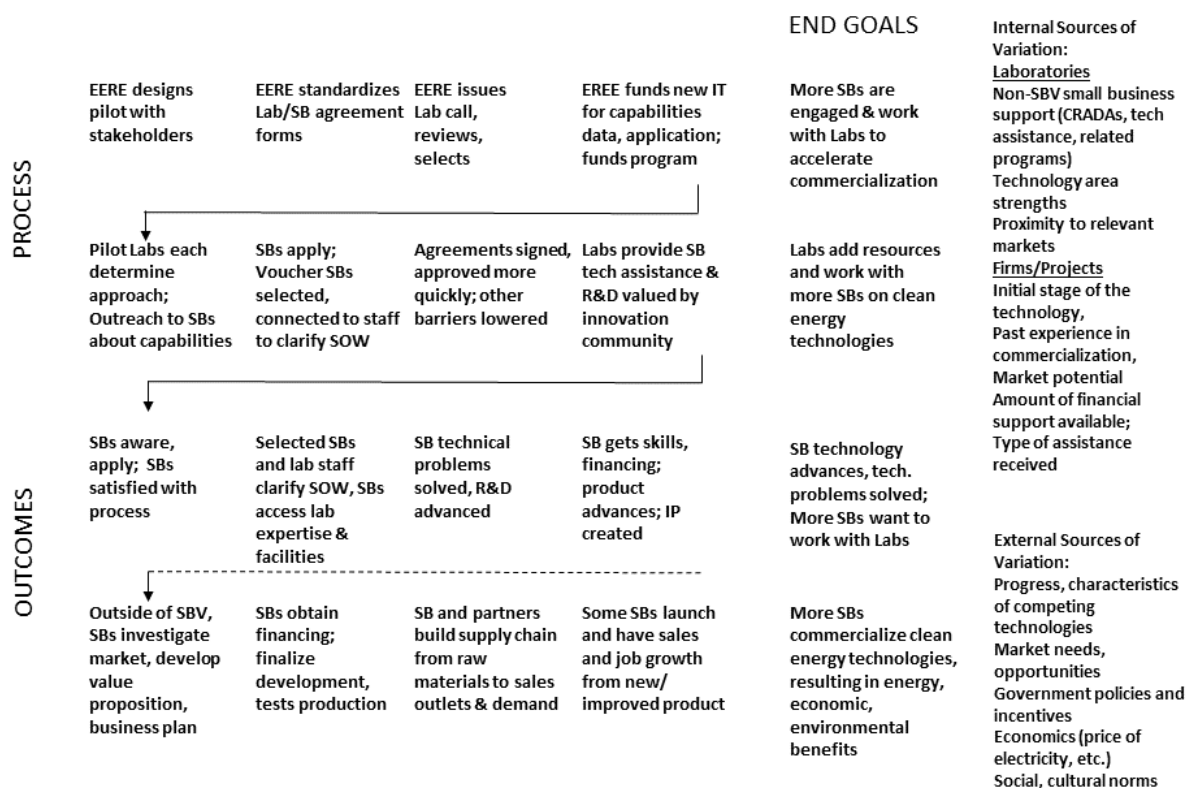 END GOALS
PROCESS
EERE designs
pilot with
stakeholders
EERE standardizes
Lab/SB agreement
forms
EERE issues
Lab call,
reviews,
selects
EREE funds new IT
for capabilities
data, application;
funds program
More SBs are
engaged & work
with Labs to
accelerate
commercialization
Pilot Labs each
determine
approach;
Outreach to SBs
about capabilities
SBs apply;
Voucher SBs
selected,
connected to staff
to clarify SOW
Agreements signed,
approved more
quickly; other
barriers lowered
Labs provide SB
tech assistance &
R&D valued by
innovation
community
Labs add resources
and work with
more SBs on clean
energy
technologies
OUTCOMES
SBs aware,
apply; SBs
satisfied with
process
Selected SBs
and lab staff
clarify SOW, SBs
access lab
expertise &
facilities
SB technical
problems
solved, R&D
advanced
SB gets skills,
financing;
product
advances; IP
created
SB technology
advances, tech.
problems solved;
More SBs want to
work with Labs
Outside of SBV,
SBs investigate
market, develop
value
proposition,
business plan
SBs obtain
financing;
finalize
development,
tests production
SB and partners
build supply chain
from raw
materials to sales
outlets & demand
Some SBs launch
and have sales
and job growth
from new/
improved product
More SBs
commercialize clean
energy technologies,
resulting in energy,
economic,
environmental
benefits
Internal Sources of
Variation:
Laboratories
Non-SBV small business
support (CRADAs, tech
assistance, related
programs)
Technology area
strengths
Proximity to relevant
markets
Firms/Projects
Initial stage of the
technology,
Past experience in
commercialization,
Market potential
Amount of financial
support available;
Type of assistance
received
External Sources of
Variation:
Progress, characteristics
of competing
technologies
Market needs,
opportunities
Government policies and
incentives
Economics (price of
electricity, etc.)
Social, cultural norms